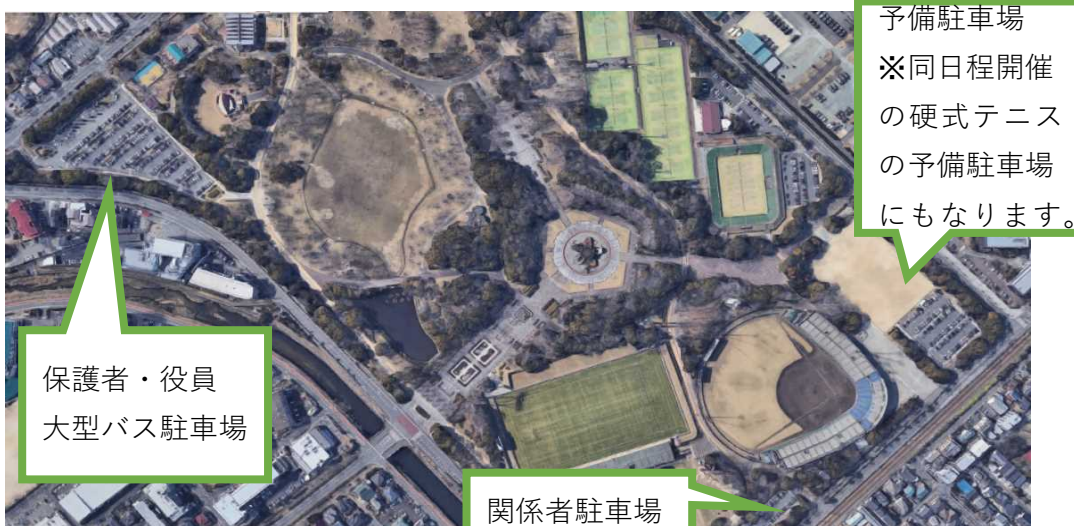 予備駐車場
※同日程開催
の硬式テニス
の予備駐車場
にもなります。
保護者・役員
大型バス駐車場
関係者駐車場